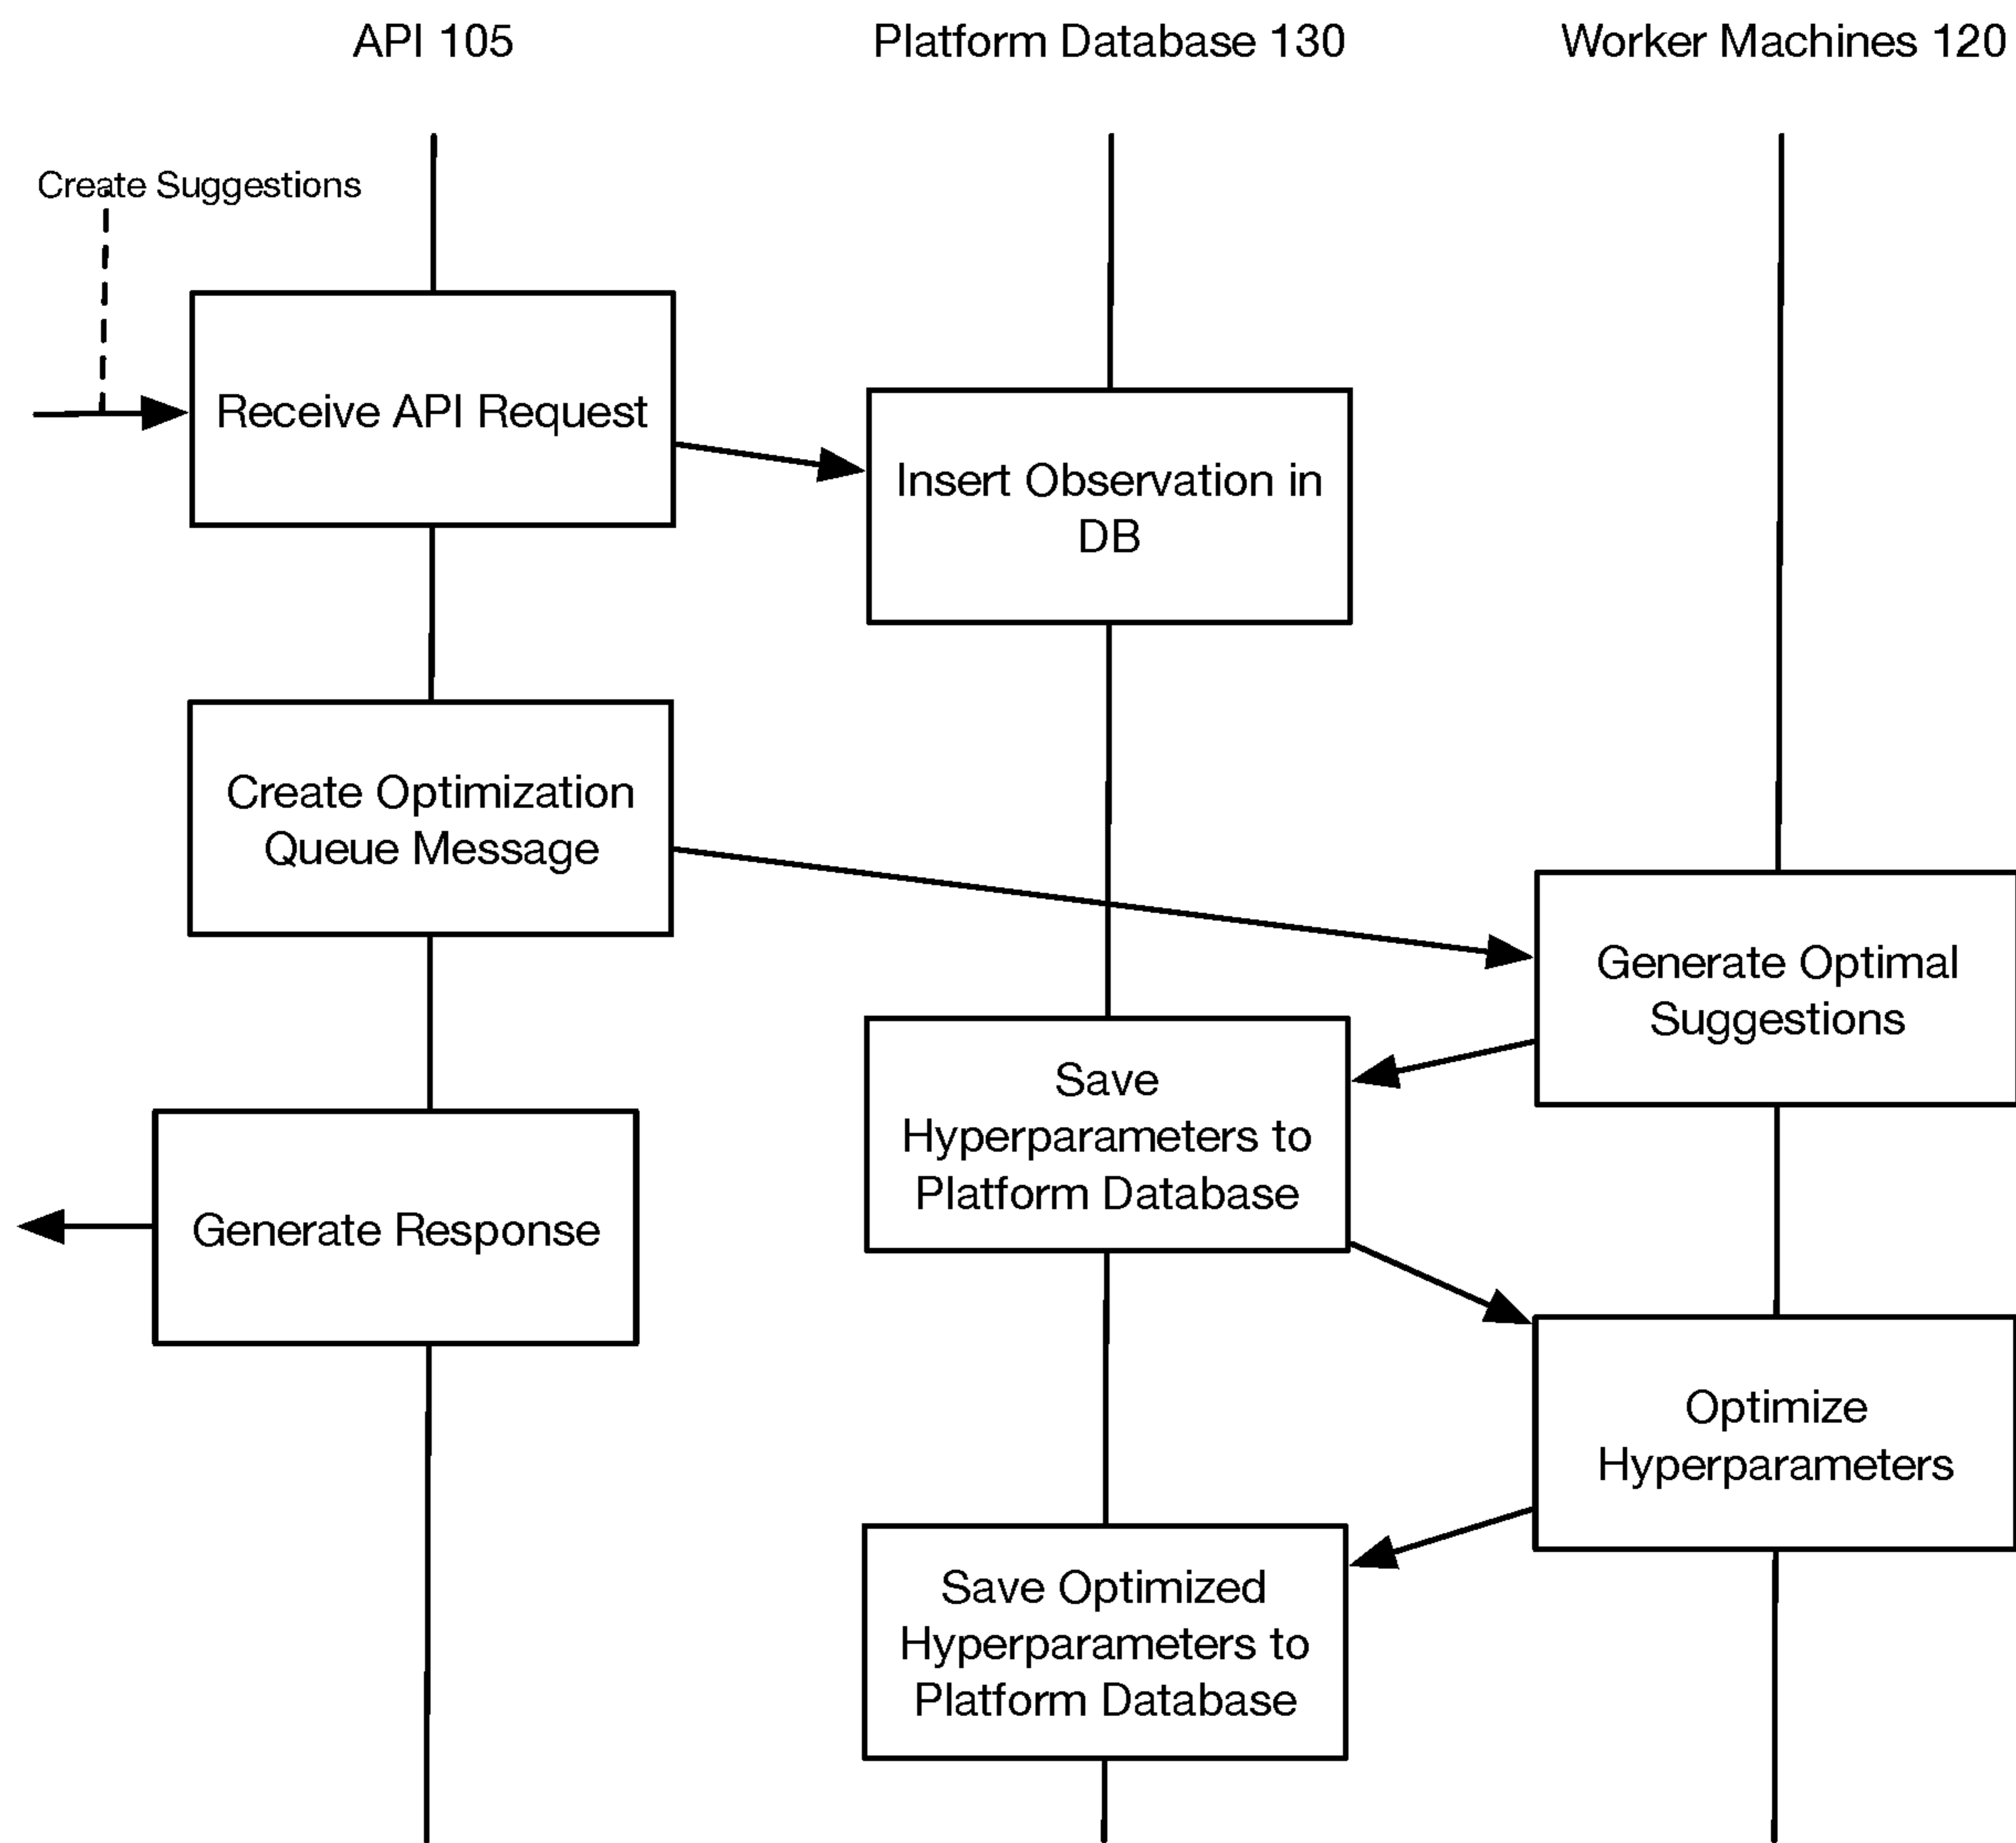 API 105
Platform Database 130
Worker Machines 120
Create Suggestions
Receive API Request
Insert Observation in
DB
Create Optimization
Queue Message
Generate Optimal
Suggestions
Save
Hyperparameters to
Platform Database
Generate Response
Optimize
Hyperparameters
Save Optimized
Hyperparameters to
Platform Database